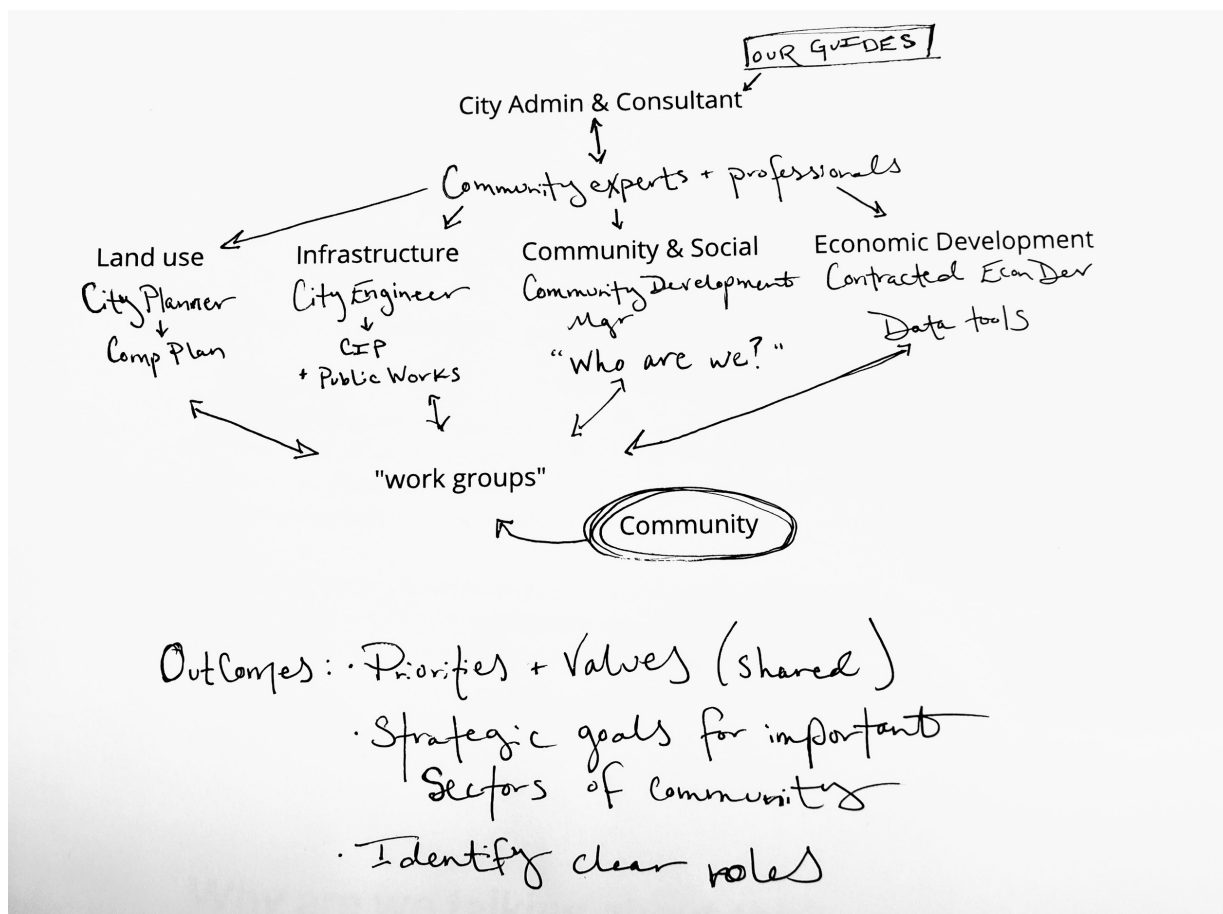 OUR GUIDES
City Admin & Consultant
Community experts + professionals
Land use
City Planner
Comp Plan
Infrastructure
City Engineer
CIP
+ Public Works
Community & Social
Community Development
Mgr
"Who are we?"
Economic Development
Contracted Econ Dev
Data tools
"work groups"
Community
Outcomes: · Priorities + Values (shared)
· Strategic goals for important
Sectors of Community
· Identify clear roles